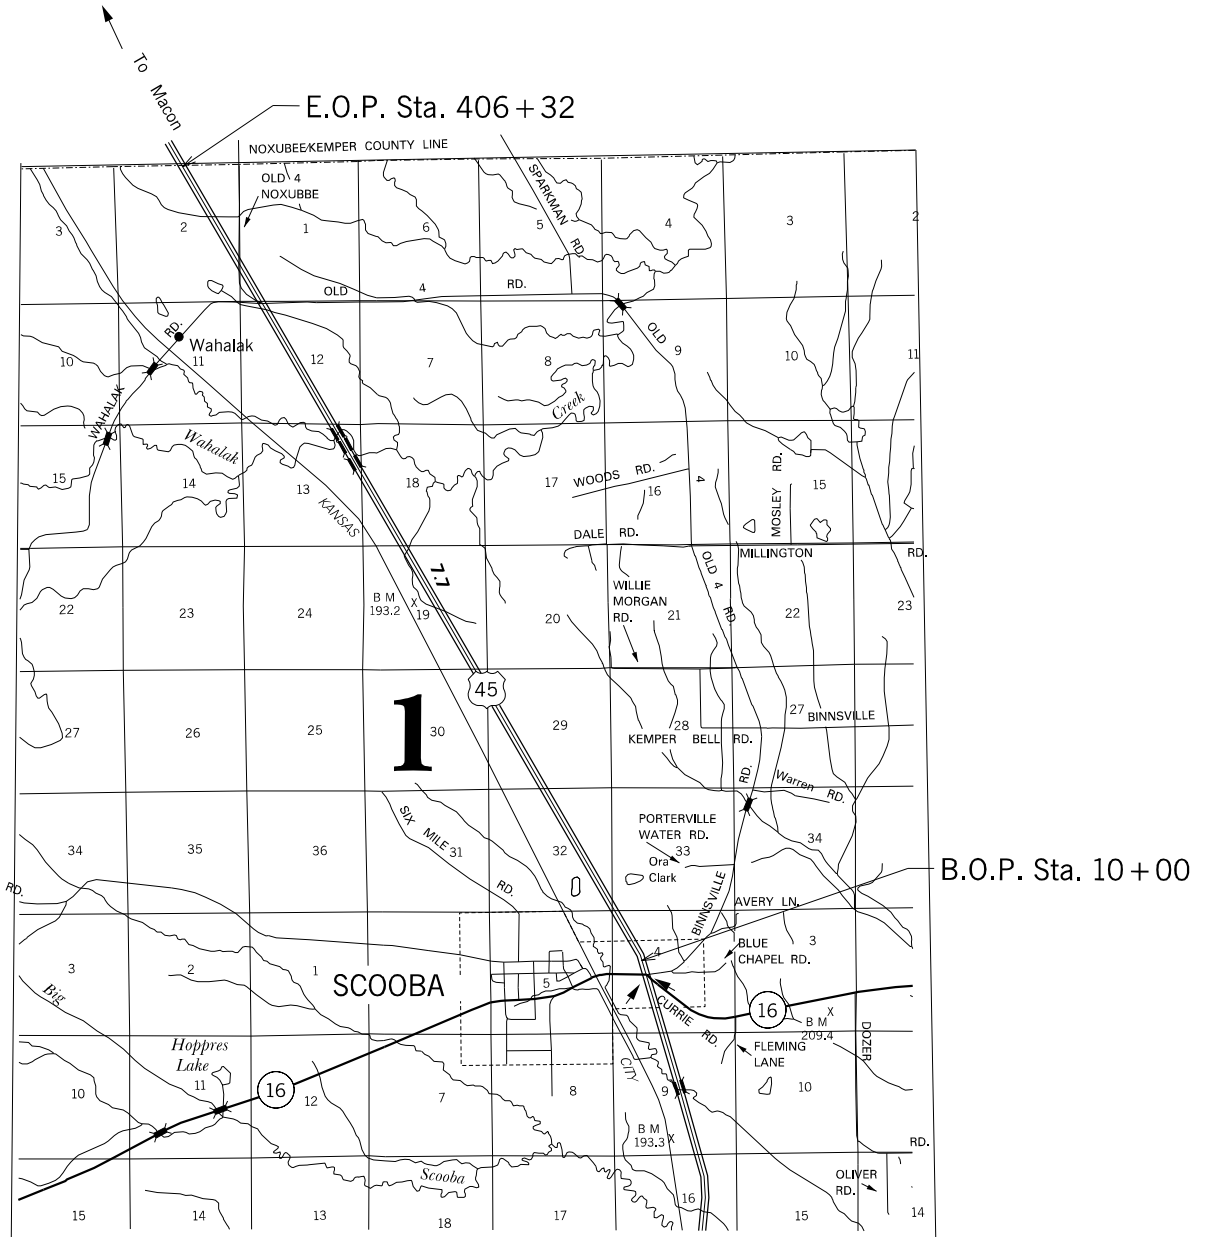 To Macon
E.O.P. Sta. 406+32
NOXUBEE/KEMPER COUNTY LINE
OLD 4
NOXUBBE
SPARKMAN RD.
3
2
1
6
5
4
3
2
OLD 4 RD.
RD.
Wahalak
10
11
12
7
8
OLD 9
10
11
WAHALAK
Wahalak
Creek
15
14
13
18
17
WOODS RD.
16
4
MOSLEY RD.
15
KANSAS
DALE RD.
MILLINGTON RD.
7.7
OLD 4 RD.
WILLIE
MORGAN
RD.
B M
193.2
X
22
23
24
19
20
21
22
23
45
1
27
26
25
30
29
28
27
BINNSVILLE
KEMPER BELL RD.
RD.
Warren RD.
SIX MILE RD.
PORTERVILLE
WATER RD.
34
35
36
31
32
33
34
Ora
Clark
B.O.P. Sta. 10+00
RD.
BINNSVILLE
AVERY LN.
BLUE
CHAPEL RD.
3
2
1
5
4
3
SCOOBA
Big
16
CURRIE RD.
B M
X
209.4
DOZER
Hoppres
Lake
FLEMING
LANE
CITY
10
11
16
12
7
8
9
10
B M
193.3
X
RD.
Scooba
OLIVER
RD.
15
14
13
18
17
16
15
14